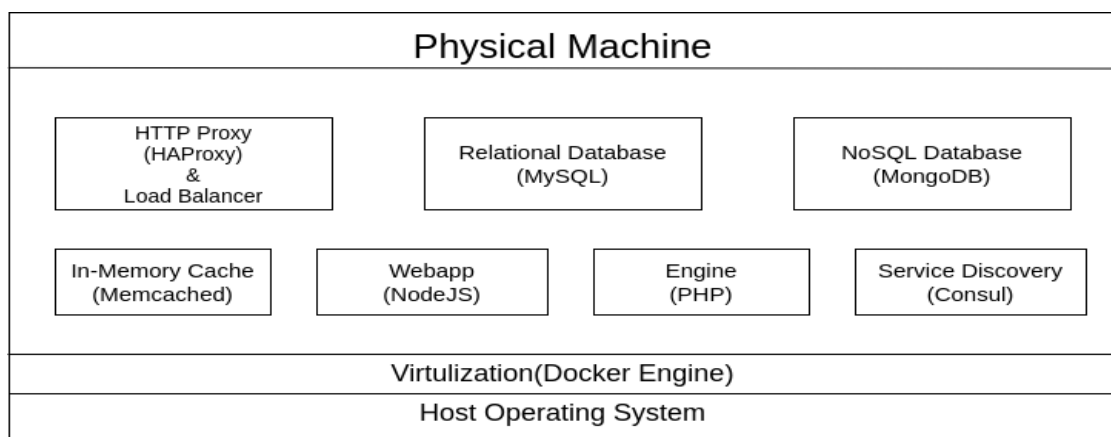 Physical Machine
HTTP Proxy
(HAProxy)
&
Load Balancer
Relational Database
(MySQL)
NoSQL Database
(MongoDB)
In-Memory Cache
(Memcached)
Webapp
(NodeJS)
Engine
(PHP)
Service Discovery
(Consul)
Virtulization(Docker Engine)
Host Operating System